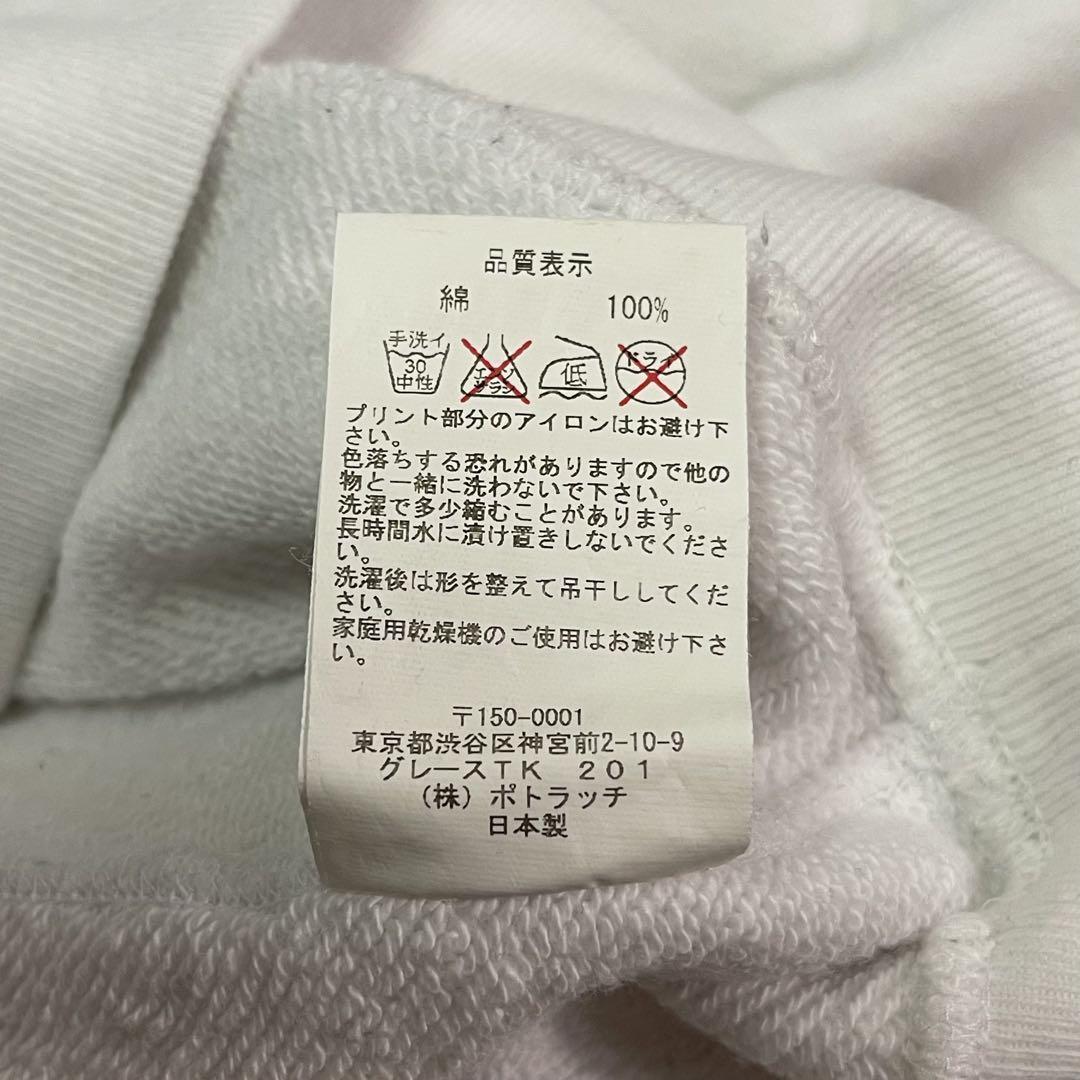 品質表示
綿 100%
手洗イ 30 中性 エンソサラシ 低 ドライ
プリント部分のアイロンはお避け下
さい。
色落ちする恐れがありますので他の
物と一緒に洗わないで下さい。
洗濯で多少縮むことがあります。
長時間水に漬け置きしないでくださ
い。
洗濯後は形を整えて吊干ししてくだ
さい。
家庭用乾燥機のご使用はお避け下さ
い。
〒150-0001
東京都渋谷区神宮前2-10-9
グレースTK 201
(株)ポトラッチ
日本製